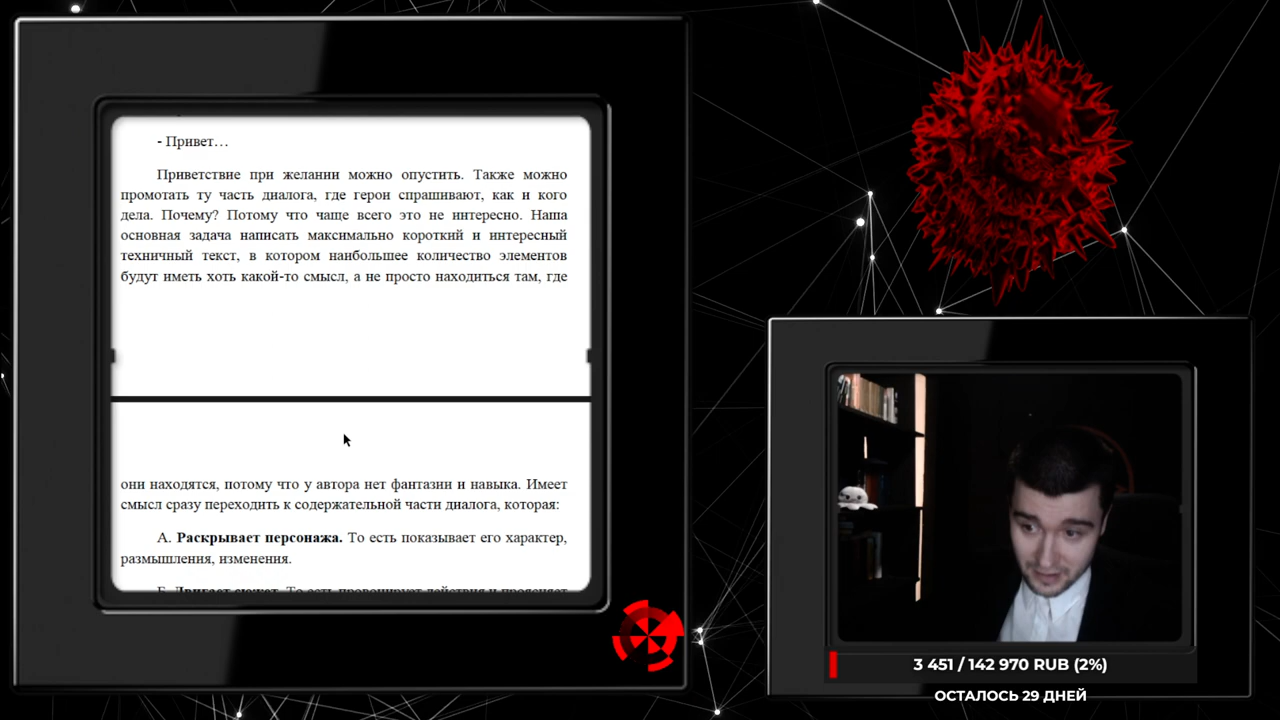 - Привет…
Приветствие при желании можно опустить. Также можно
промотать ту часть диалога, где герои спрашивают, как и кого
дела. Почему? Потому что чаще всего это не интересно. Наша
основная задача написать максимально короткий и интересный
техничный текст, в котором наибольшее количество элементов
будут иметь хоть какой-то смысл, а не просто находиться там, где
они находятся, потому что у автора нет фантазии и навыка. Имеет
смысл сразу переходить к содержательной части диалога, которая:
А. Раскрывает персонажа. То есть показывает его характер,
размышления, изменения.
3 451 / 142 970 RUB (2%)
ОСТАЛОСЬ 29 ДНЕЙ